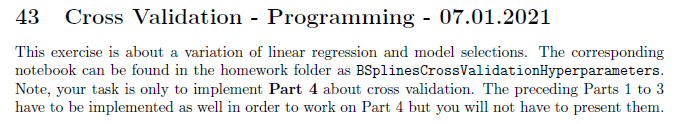 43 Cross Validation - Programming - 07.01.2021
This exercise is about a variation of linear regression and model selections. The corresponding
notebook can be found in the homework folder as BSplinesCrossValidationHyperparameters.
Note, your task is only to implement Part 4 about cross validation. The preceding Parts 1 to 3
have to be implemented as well in order to work on Part 4 but you will not have to present them.